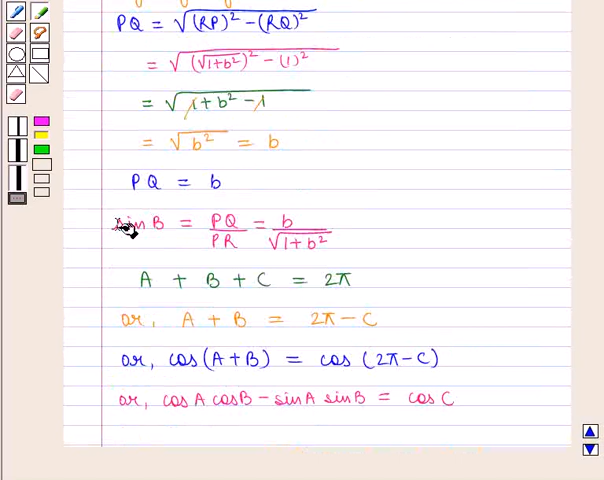 PQ = √(RP)² − (RQ)²
= √(√1+b²)² − (1)²
= √1 + b² − 1
= √b² = b
PQ = b
sin B = PQ/PR = b/√1+b²
A + B + C = 2π
or, A + B = 2π − C
or, cos (A+B) = cos (2π − C)
or, cos A cos B − sin A sin B = cos C